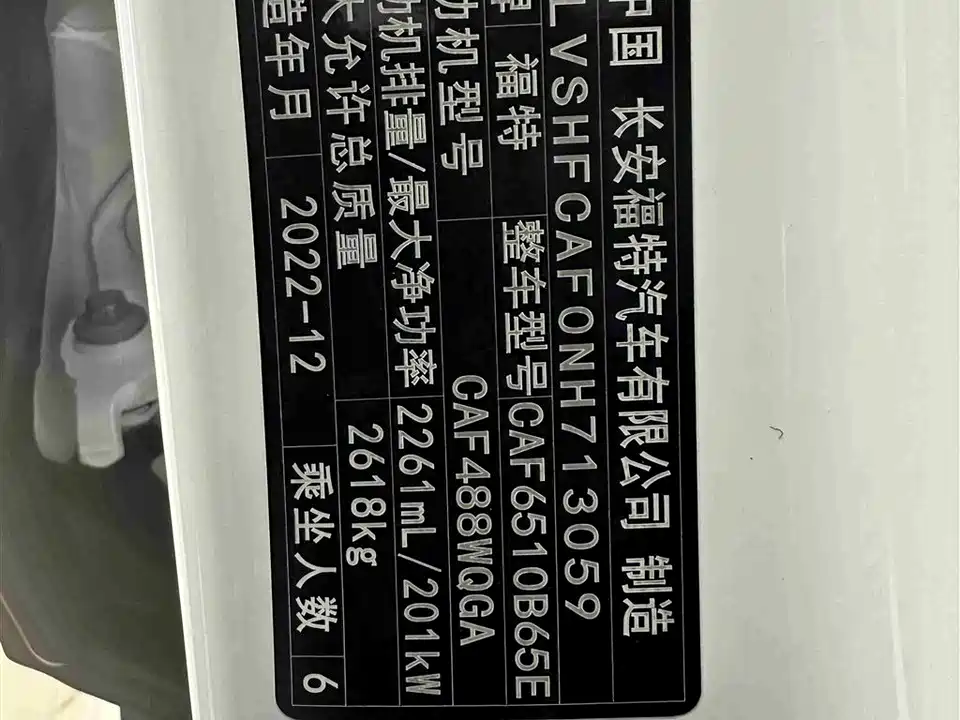 中国 长安福特汽车有限公司 制造
LVSHFCAF0NH713059
福特 整车型号 CAF6510B65E
动机型号 CAF488WQGA
动机排量/最大净功率 2261mL/201kW
大允许总质量 2618kg
造年月 2022-12 乘坐人数 6